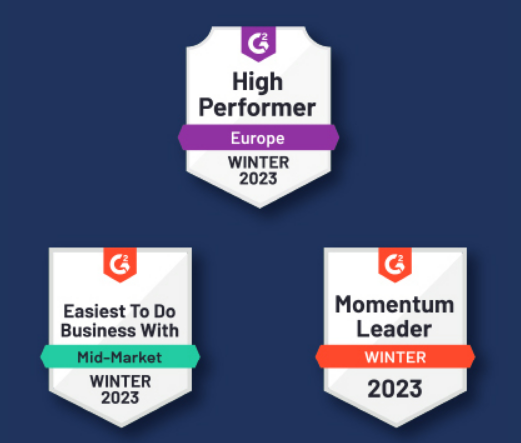 G2
High
Performer
Europe
WINTER
2023
G2
Easiest To Do
Business With
Mid-Market
WINTER
2023
G2
Momentum
Leader
WINTER
2023